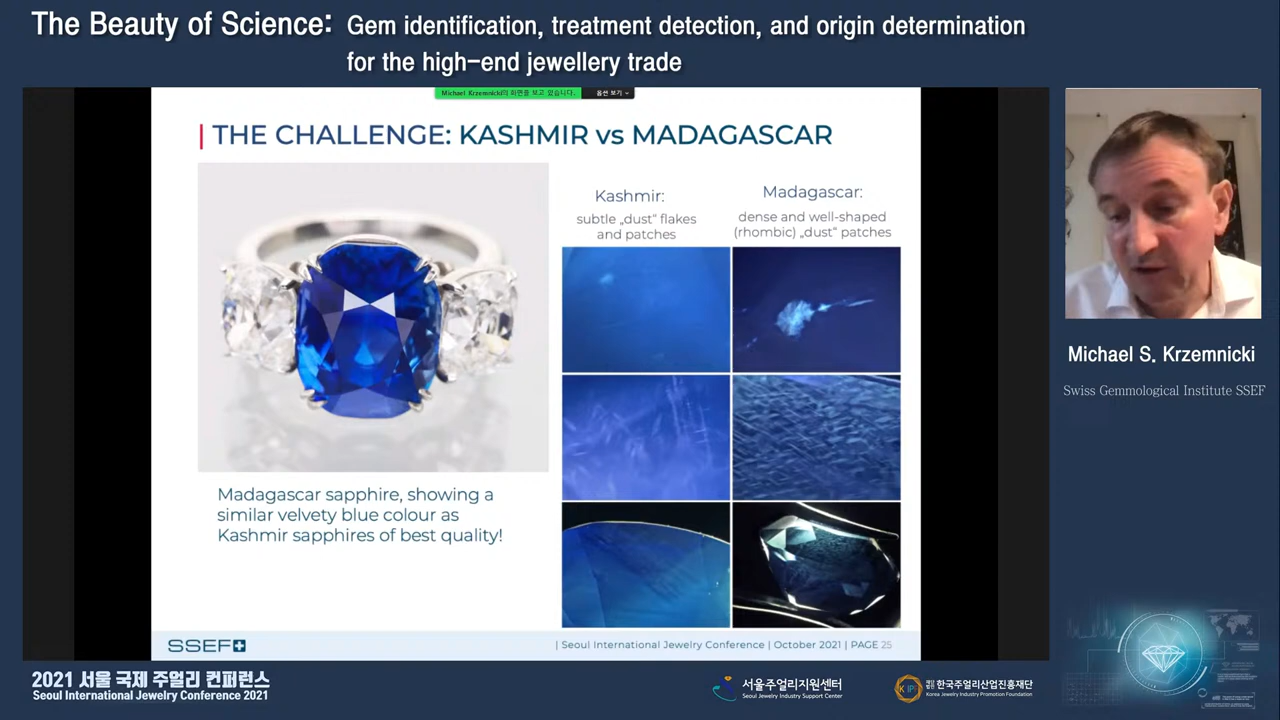 The Beauty of Science: Gem identification, treatment detection, and origin determination
for the high-end jewellery trade
Michael Krzemnicki의 화면을 보고 있습니다.
옵션 보기
THE CHALLENGE: KASHMIR vs MADAGASCAR
Kashmir:
subtle „dust“ flakes
and patches
Madagascar:
dense and well-shaped
(rhombic) „dust“ patches
Madagascar sapphire, showing a
similar velvety blue colour as
Kashmir sapphires of best quality!
SSEF
| Seoul International Jewelry Conference | October 2021 | PAGE 25
Michael S. Krzemnicki
Swiss Gemmological Institute SSEF
2021 서울 국제 주얼리 컨퍼런스
Seoul International Jewelry Conference 2021
서울주얼리지원센터
Seoul Jewelry Industry Support Center
재단법인 한국주얼리산업진흥재단
Korea Jewelry Industry Promotion Foundation